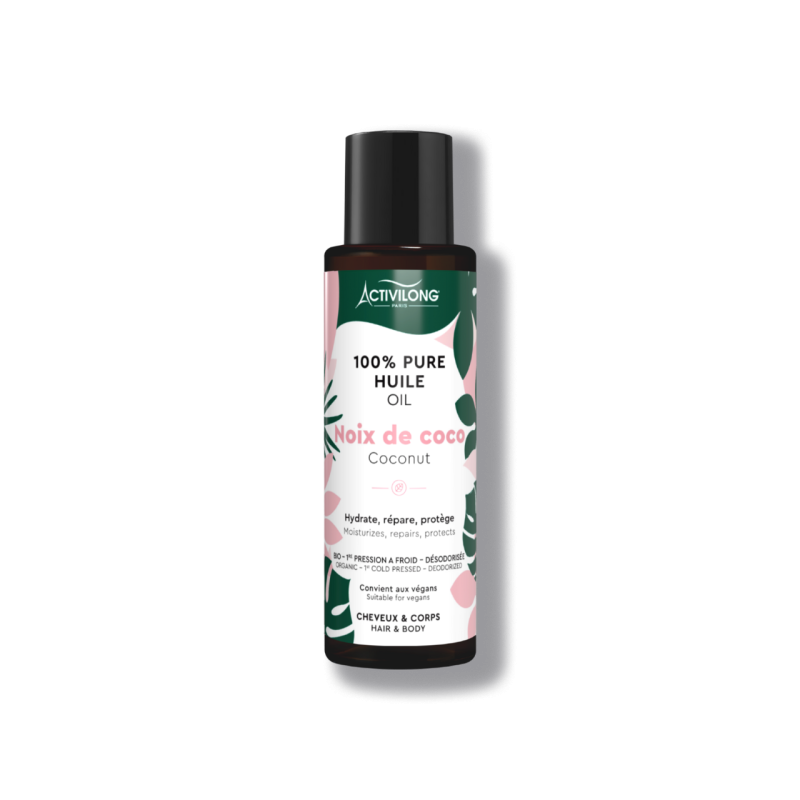 ACTIVILONG
PARIS
100% PURE
HUILE
OIL
Noix de coco
Coconut
Hydrate, répare, protège
Moisturizes, repairs, protects
BIO - 1RE PRESSION A FROID - DÉSODORISÉE
ORGANIC - 1ST COLD PRESSED - DEODORIZED
Convient aux végans
Suitable for vegans
CHEVEUX & CORPS
HAIR & BODY